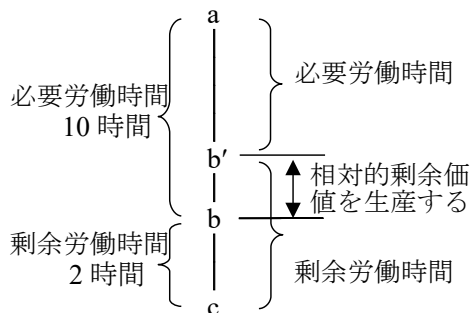 a
必要労働時間
必要労働時間
10 時間
b′
相対的剰余価
値を生産する
b
剰余労働時間
2 時間
剰余労働時間
c